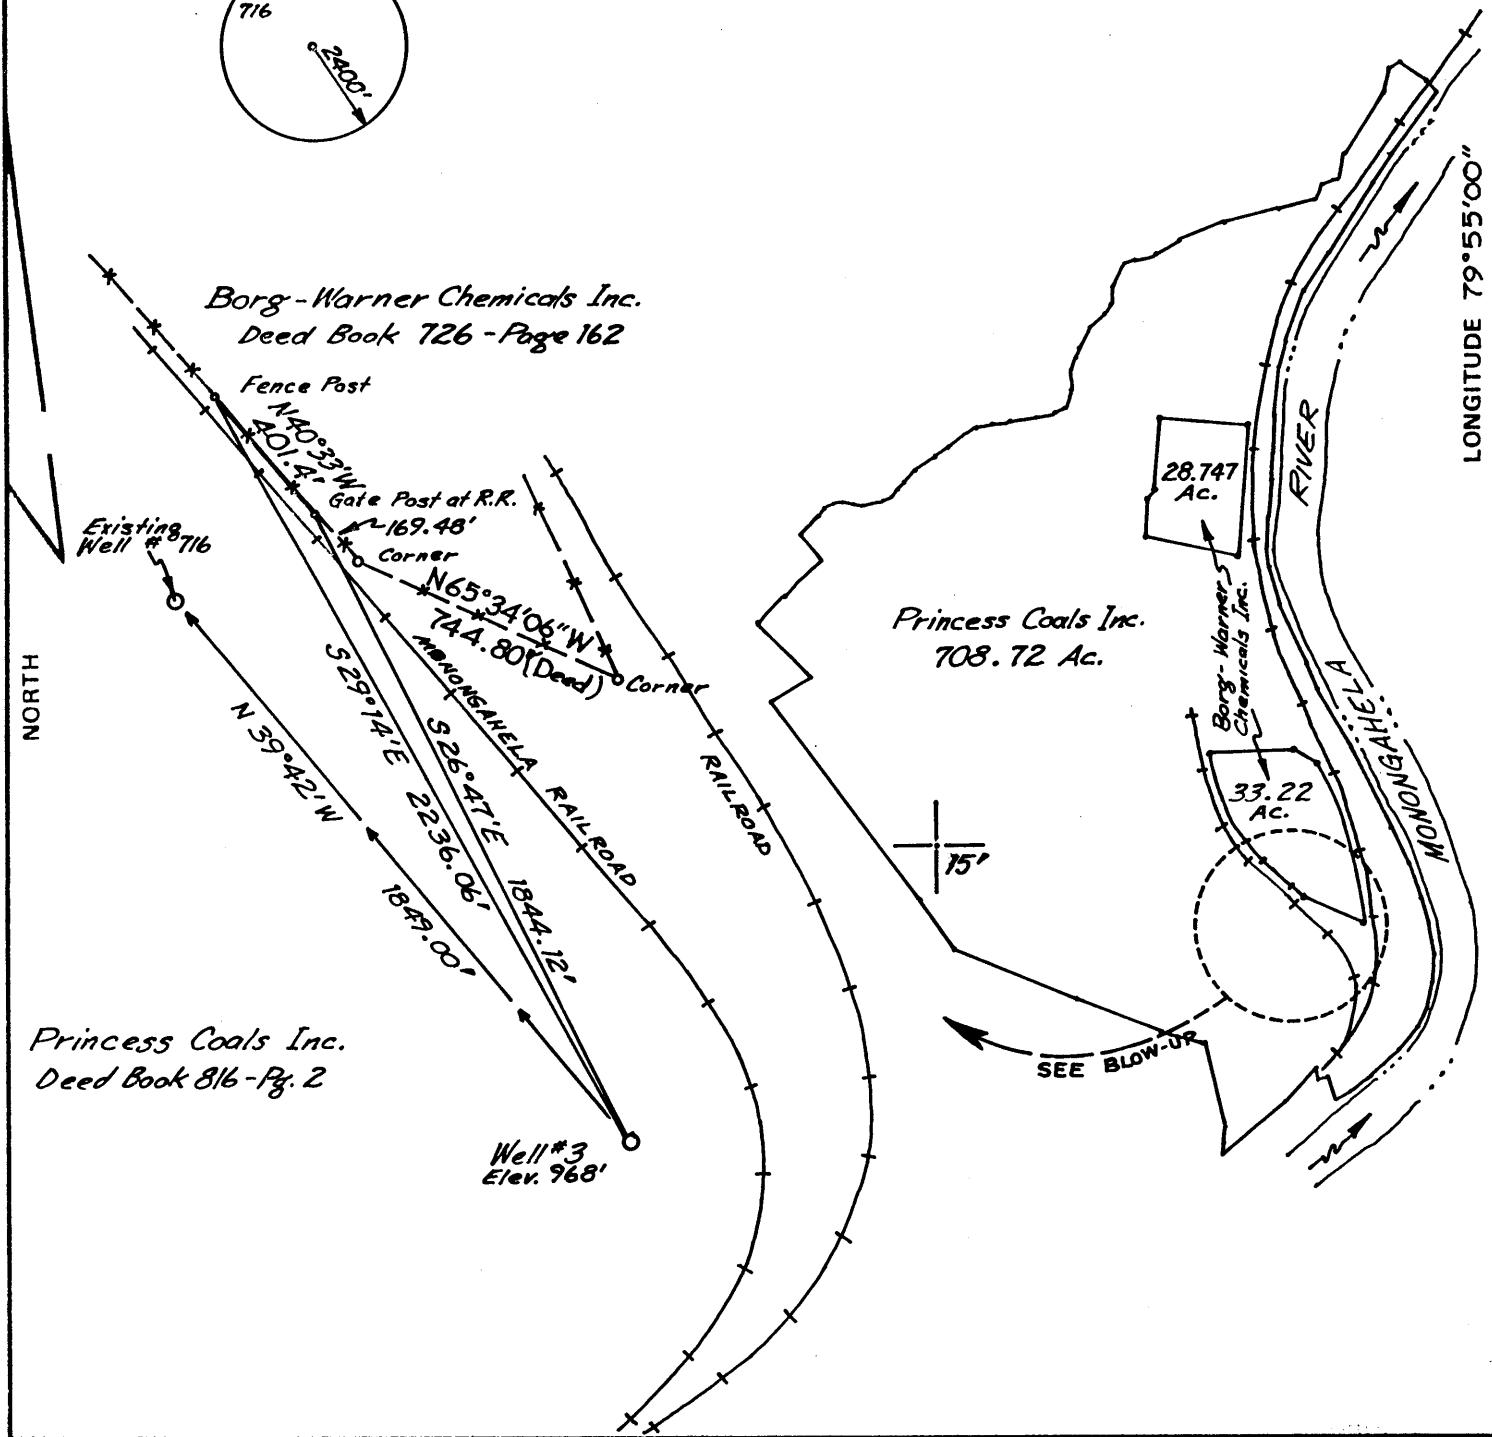 716
2400'
LONGITUDE 79°55'00"
Borg-Warner Chemicals Inc.
Deed Book 726 - Page 162
Fence Post
N40°33'W
401.4'
Gate Post at R.R.
169.48'
Corner
Existing
Well # 716
N65°34'06"W
744.80' (Deed)
Corner
NORTH
N 39°42' W
1849.00'
S29°14'E 2236.06'
S26°47'E 1844.12'
MONONGAHELA RAILROAD
RAILROAD
Princess Coals Inc.
Deed Book 816 - Pg. 2
Well #3
Elev. 968'
28.747
Ac.
RIVER
Princess Coals Inc.
708.72 Ac.
Borg-Warner
Chemicals Inc.
33.22
Ac.
MONONGAHELA
MON
15'
SEE BLOW-UP